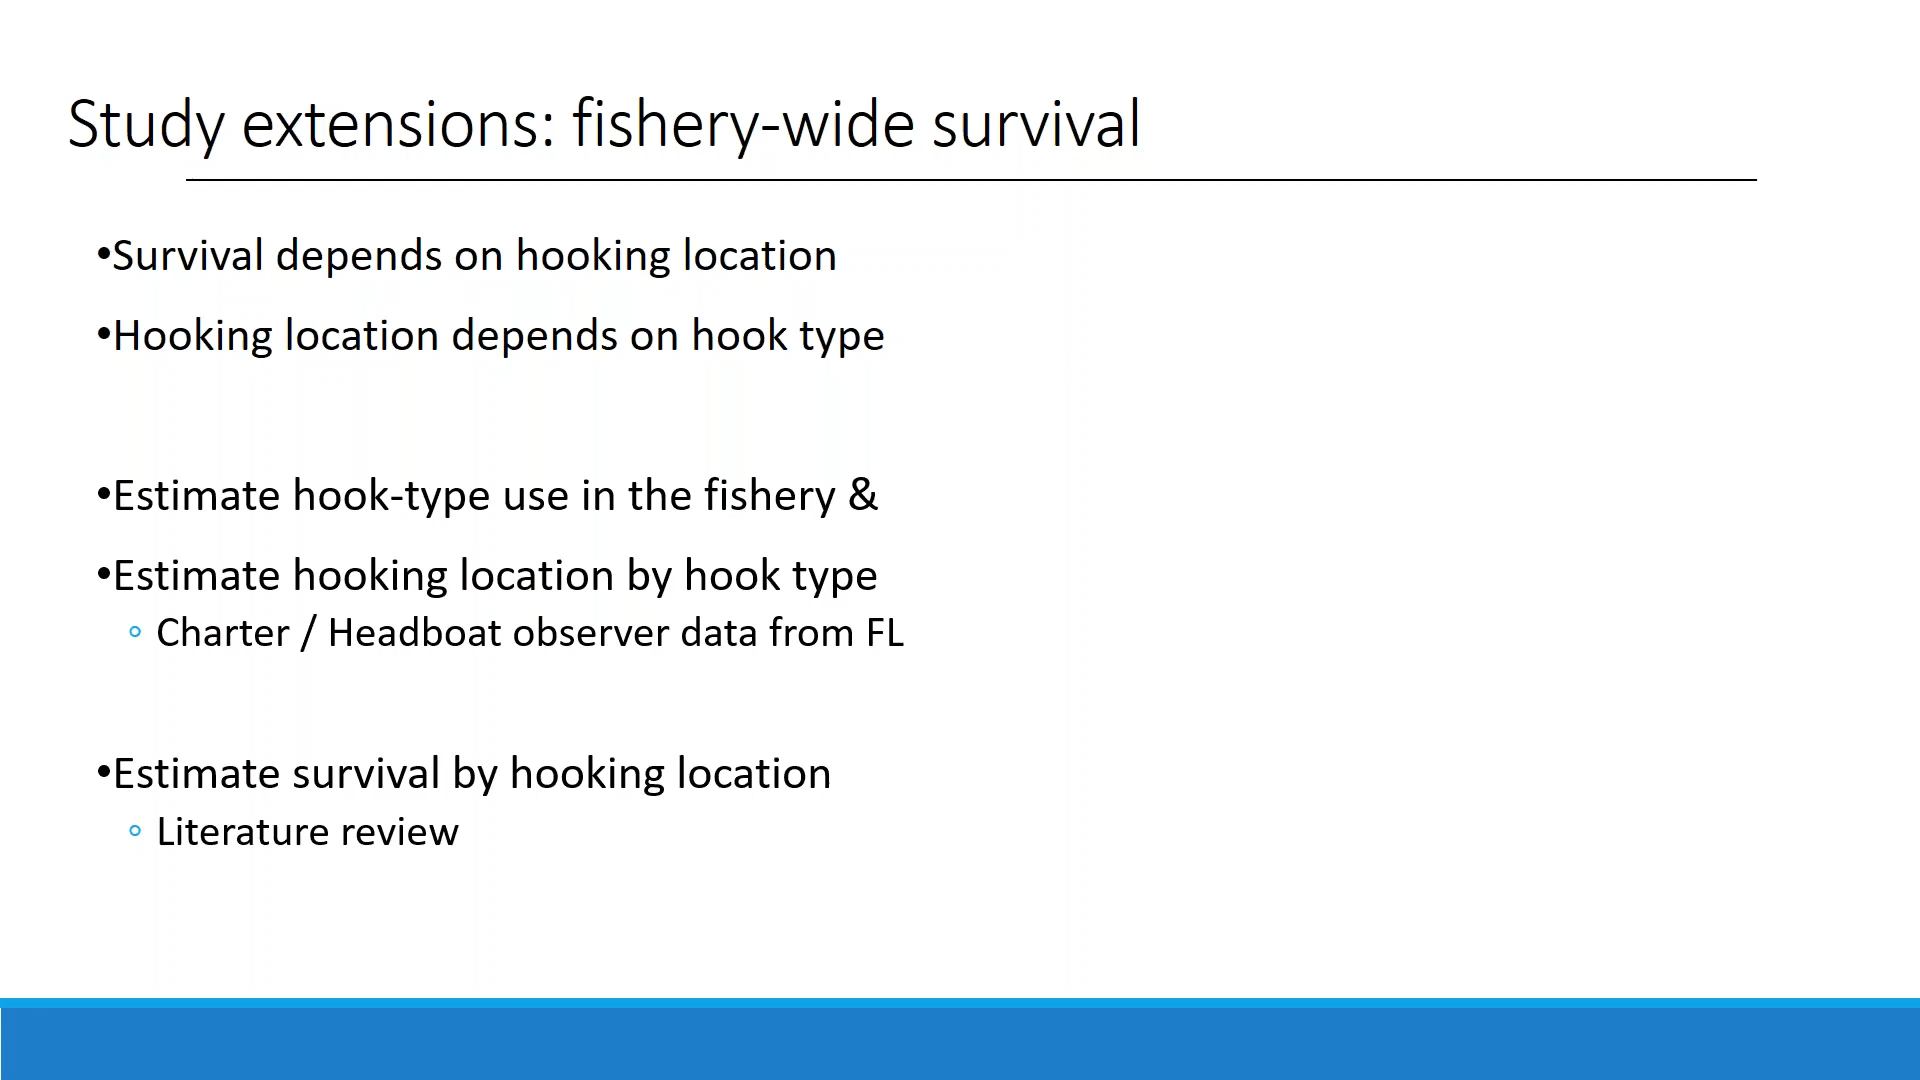 Study extensions: fishery-wide survival
•Survival depends on hooking location
•Hooking location depends on hook type
•Estimate hook-type use in the fishery &
•Estimate hooking location by hook type
◦ Charter / Headboat observer data from FL
•Estimate survival by hooking location
◦ Literature review